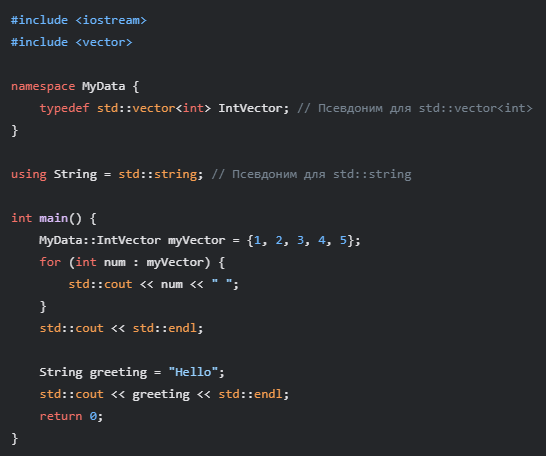 #include <iostream>
#include <vector>
namespace MyData {
    typedef std::vector<int> IntVector; // Псевдоним для std::vector<int>
}
using String = std::string; // Псевдоним для std::string
int main() {
    MyData::IntVector myVector = {1, 2, 3, 4, 5};
    for (int num : myVector) {
        std::cout << num << " ";
    }
    std::cout << std::endl;
    String greeting = "Hello";
    std::cout << greeting << std::endl;
    return 0;
}